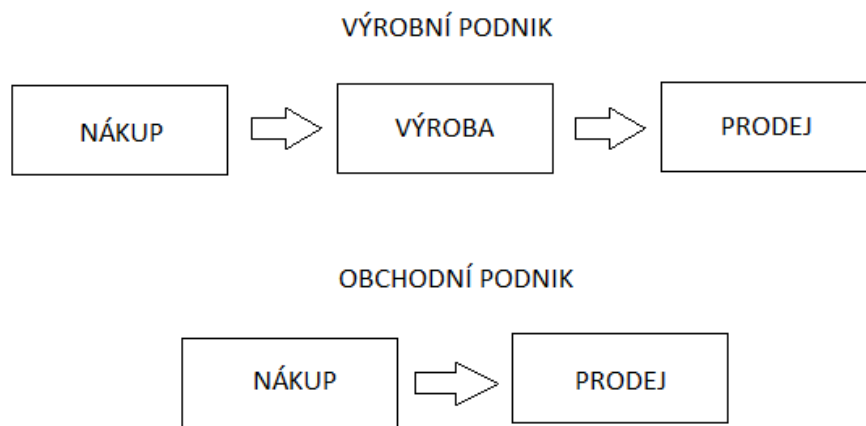 VÝROBNÍ PODNIK
NÁKUP
VÝROBA
PRODEJ
OBCHODNÍ PODNIK
NÁKUP
PRODEJ